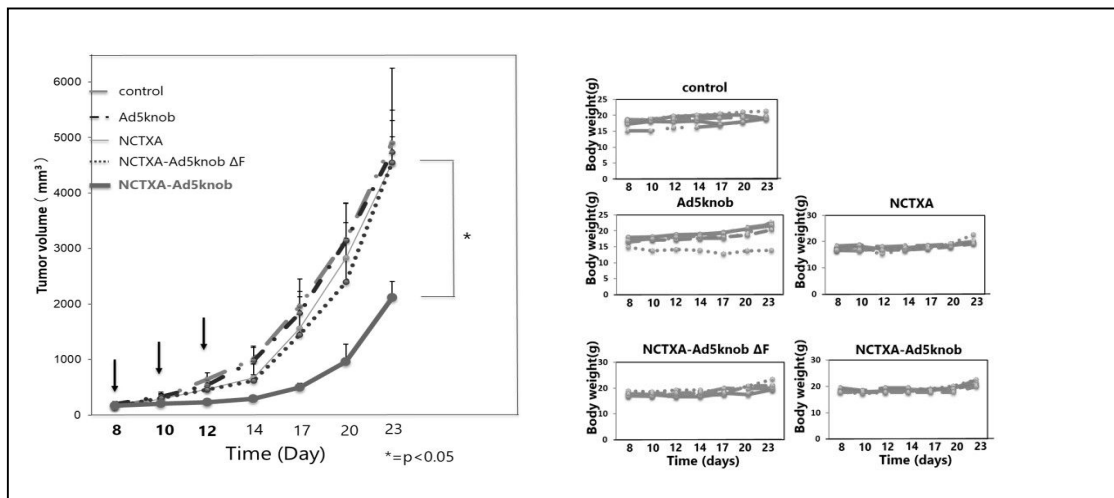 6000
5000
4000
3000
2000
1000
0
Tumor volume ( mm³ )
control
Ad5knob
NCTXA
NCTXA-Ad5knob ΔF
NCTXA-Ad5knob
*
8 10 12 14 17 20 23
Time (Day)
*=p<0.05
control
Body weight(g)
25
20
15
10
5
0
8 10 12 14 17 20 23
Ad5knob
Body weight(g)
25
20
15
10
5
0
8 10 12 14 17 20 23
NCTXA
Body weight(g)
30
20
10
0
8 10 12 14 17 20 23
NCTXA-Ad5knob ΔF
Body weight(g)
30
20
10
0
8 10 12 14 17 20 23
Time (days)
NCTXA-Ad5knob
Body weight(g)
30
20
10
0
8 10 12 14 17 20 23
Time (days)